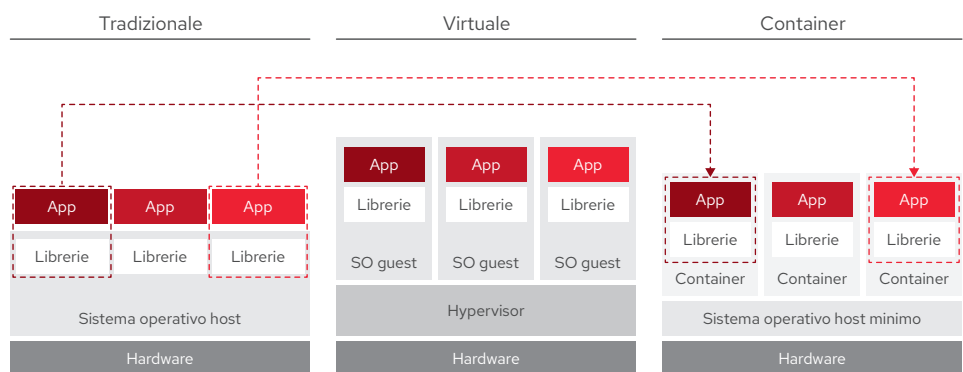 Tradizionale
Virtuale
Container
App
App
App
Librerie
Librerie
Librerie
Sistema operativo host
Hardware
App
App
App
Librerie
Librerie
Librerie
SO guest
SO guest
SO guest
Hypervisor
Hardware
App
App
App
Librerie
Librerie
Librerie
Container
Container
Container
Sistema operativo host minimo
Hardware